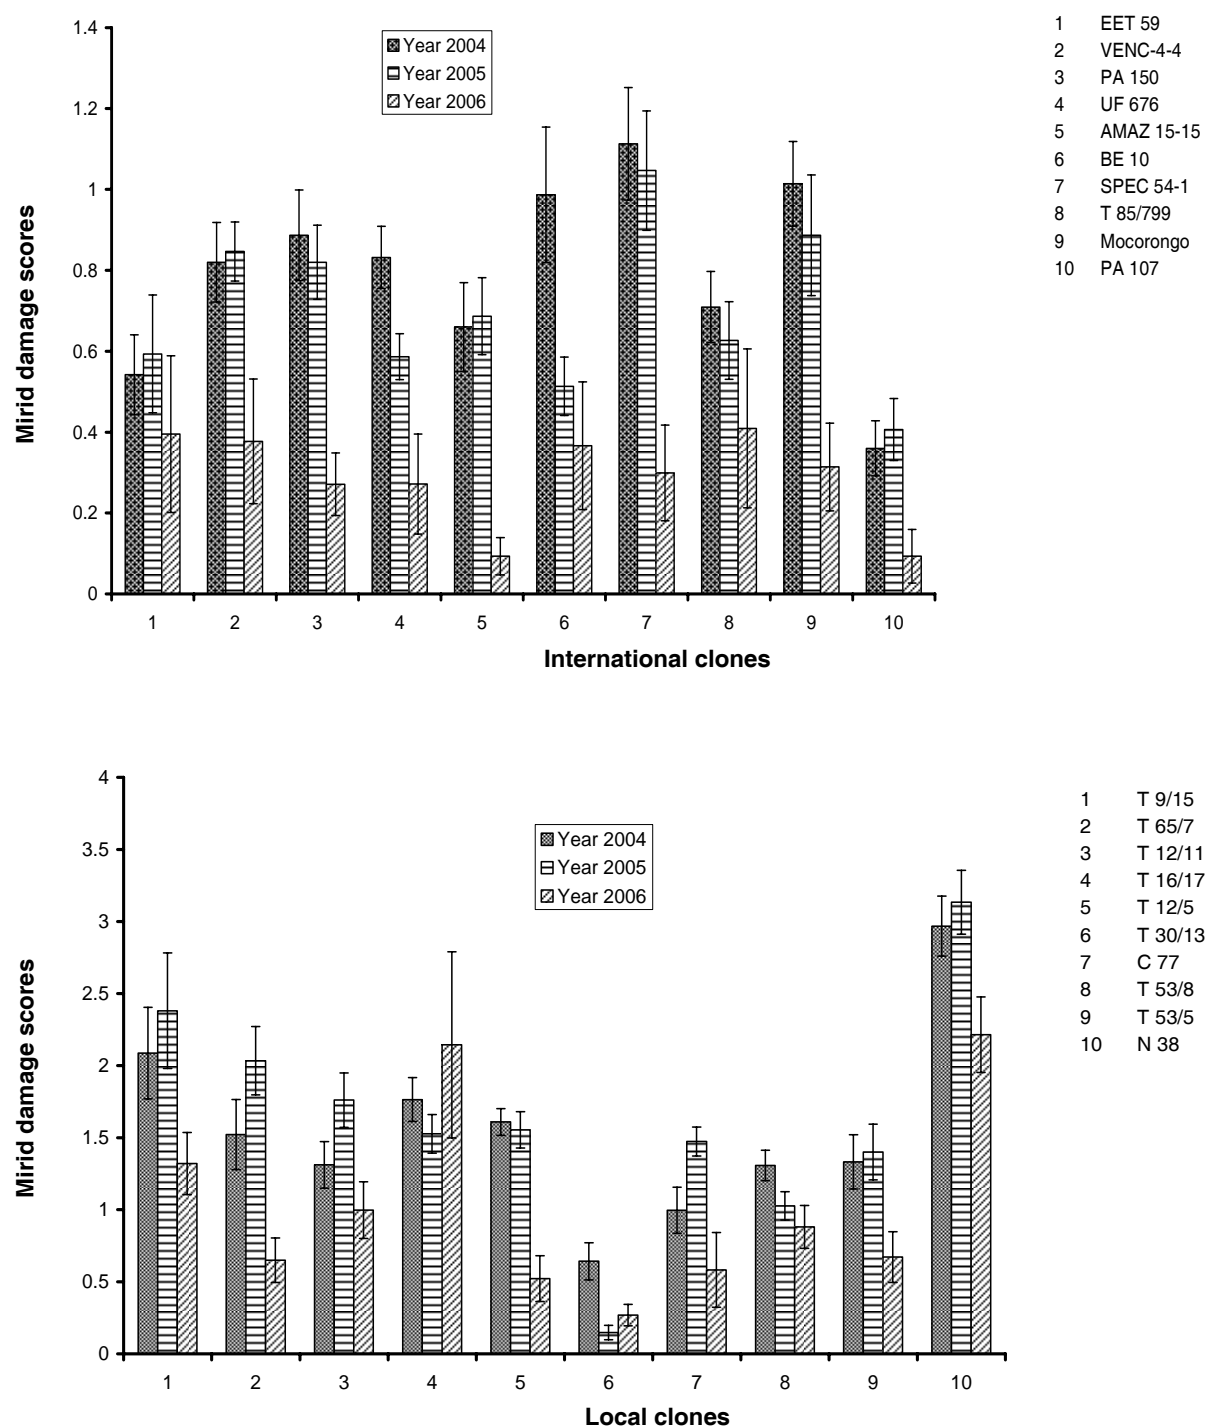 1.4
1.2
1
0.8
0.6
0.4
0.2
0
Mirid damage scores
Year 2004
Year 2005
Year 2006
1 2 3 4 5 6 7 8 9 10
International clones
1 EET 59
2 VENC-4-4
3 PA 150
4 UF 676
5 AMAZ 15-15
6 BE 10
7 SPEC 54-1
8 T 85/799
9 Mocorongo
10 PA 107
4
3.5
3
2.5
2
1.5
1
0.5
0
Mirid damage scores
Year 2004
Year 2005
Year 2006
1 2 3 4 5 6 7 8 9 10
Local clones
1 T 9/15
2 T 65/7
3 T 12/11
4 T 16/17
5 T 12/5
6 T 30/13
7 C 77
8 T 53/8
9 T 53/5
10 N 38